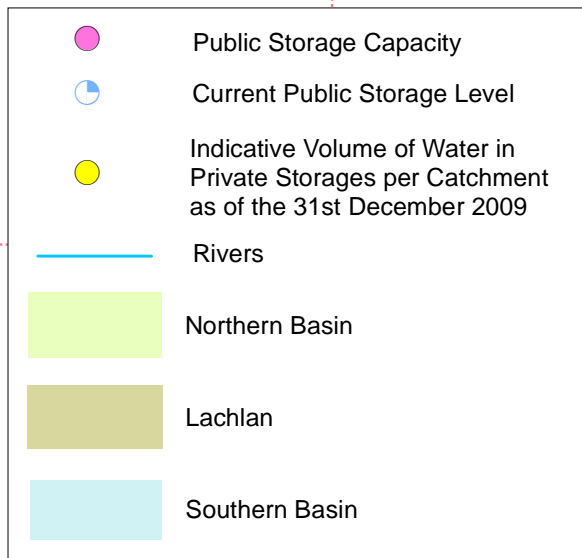 Public Storage Capacity
Current Public Storage Level
Indicative Volume of Water in
Private Storages per Catchment
as of the 31st December 2009
Rivers
Northern Basin
Lachlan
Southern Basin